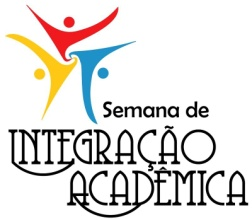 Semana de
INTEGRAÇÃO
ACADÊMICA